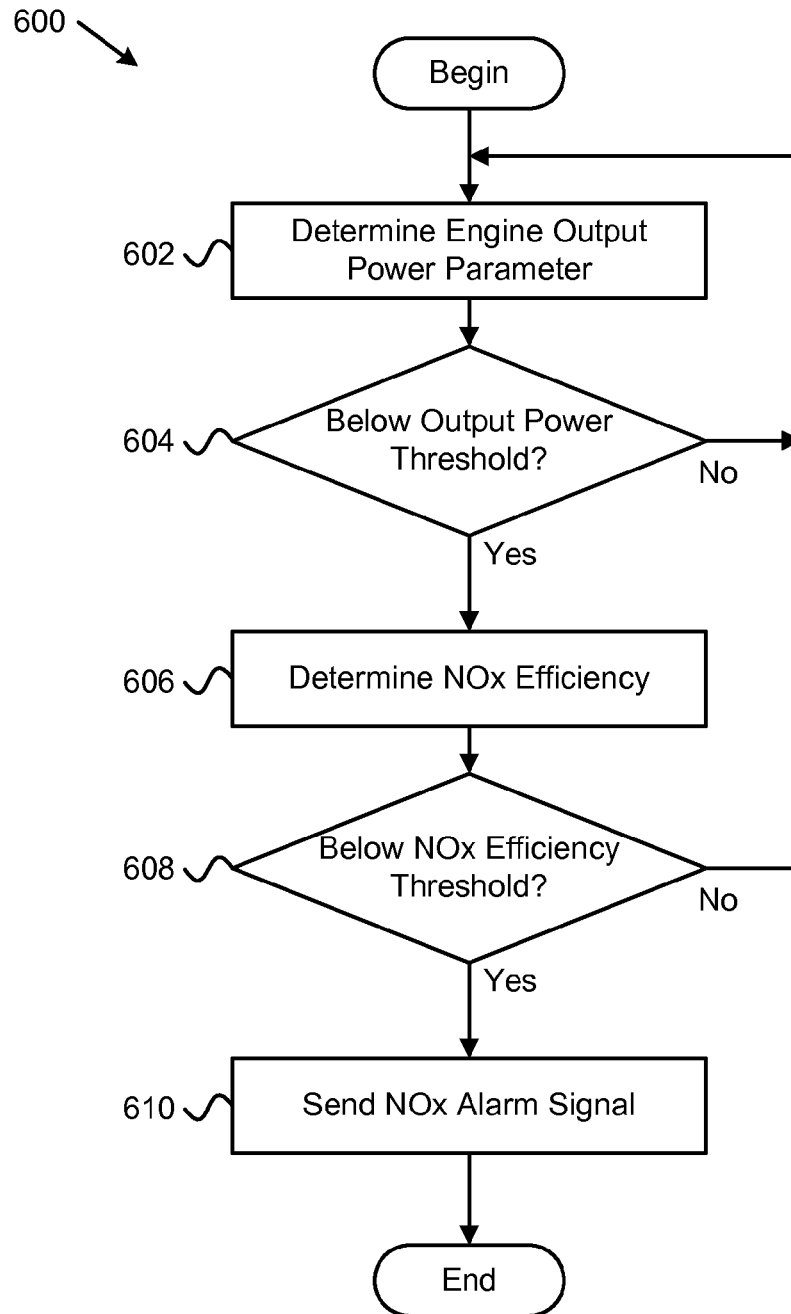 600
Begin
602
Determine Engine Output
Power Parameter
604
Below Output Power
Threshold?
No
Yes
606
Determine NOx Efficiency
608
Below NOx Efficiency
Threshold?
No
Yes
610
Send NOx Alarm Signal
End